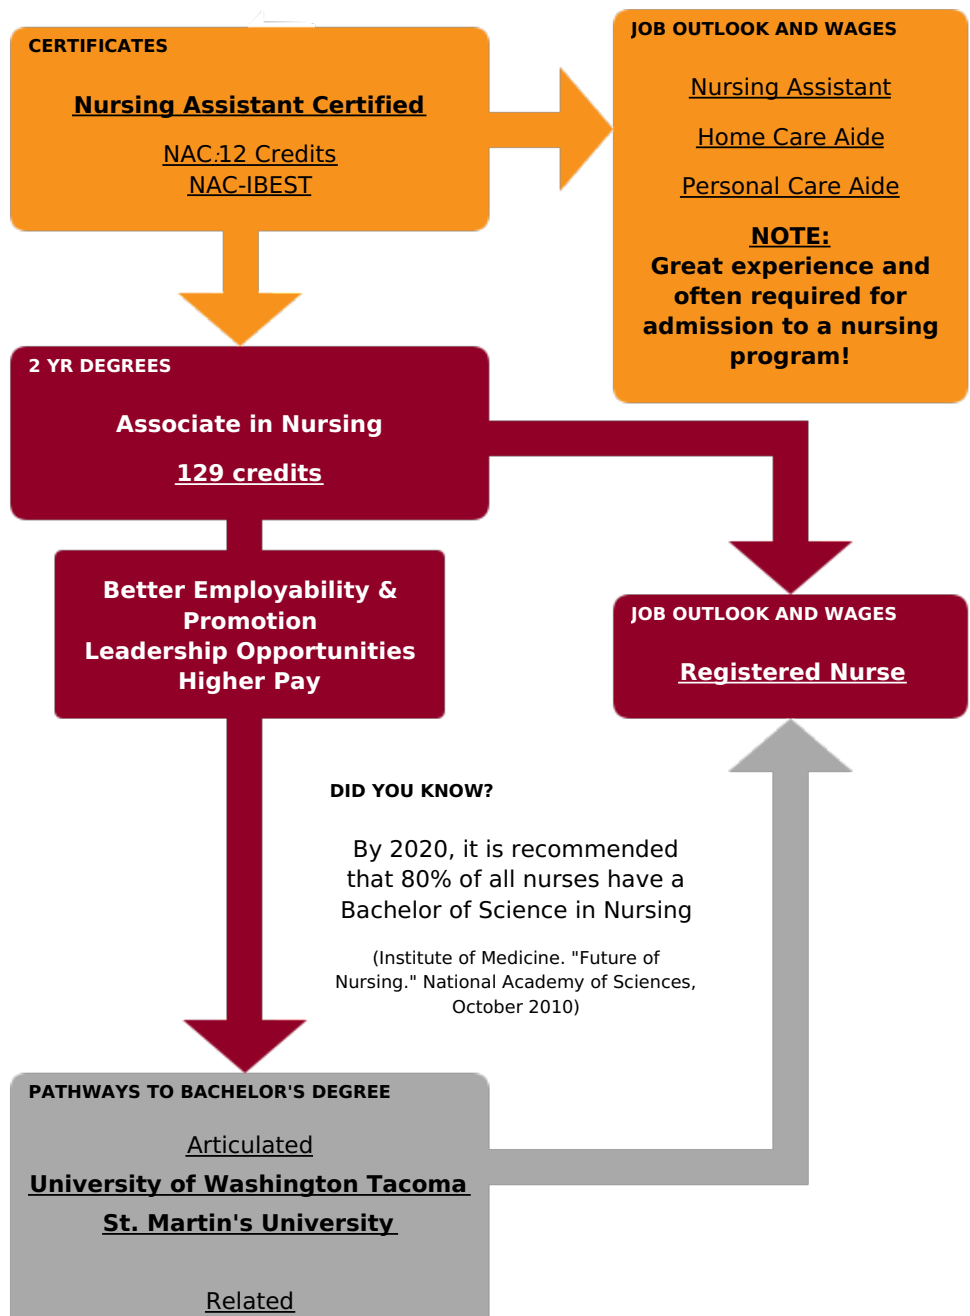 CERTIFICATES
Nursing Assistant Certified
NAC:12 Credits
NAC-IBEST
JOB OUTLOOK AND WAGES
Nursing Assistant
Home Care Aide
Personal Care Aide
NOTE:
Great experience and
often required for
admission to a nursing
program!
2 YR DEGREES
Associate in Nursing
129 credits
Better Employability &
Promotion
Leadership Opportunities
Higher Pay
JOB OUTLOOK AND WAGES
Registered Nurse
DID YOU KNOW?
By 2020, it is recommended
that 80% of all nurses have a
Bachelor of Science in Nursing
(Institute of Medicine. "Future of
Nursing." National Academy of Sciences,
October 2010)
PATHWAYS TO BACHELOR'S DEGREE
Articulated
University of Washington Tacoma
St. Martin's University
Related